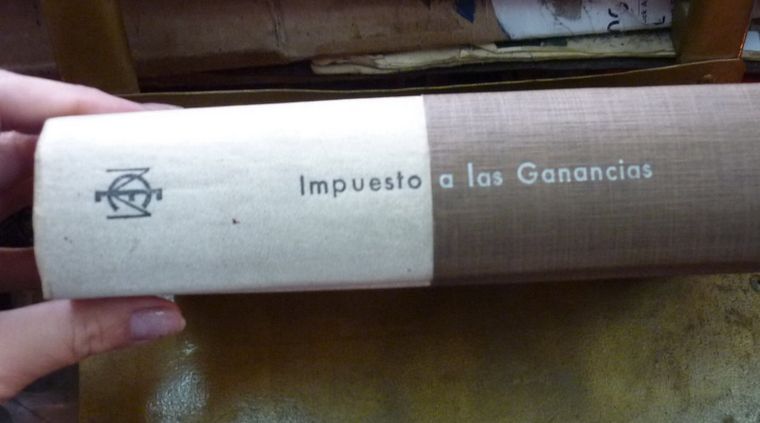 Impuesto a las Ganancias